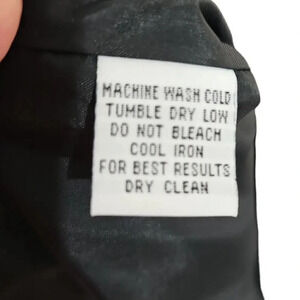 MACHINE WASH COLD
TUMBLE DRY LOW
DO NOT BLEACH
COOL IRON
FOR BEST RESULTS
DRY CLEAN